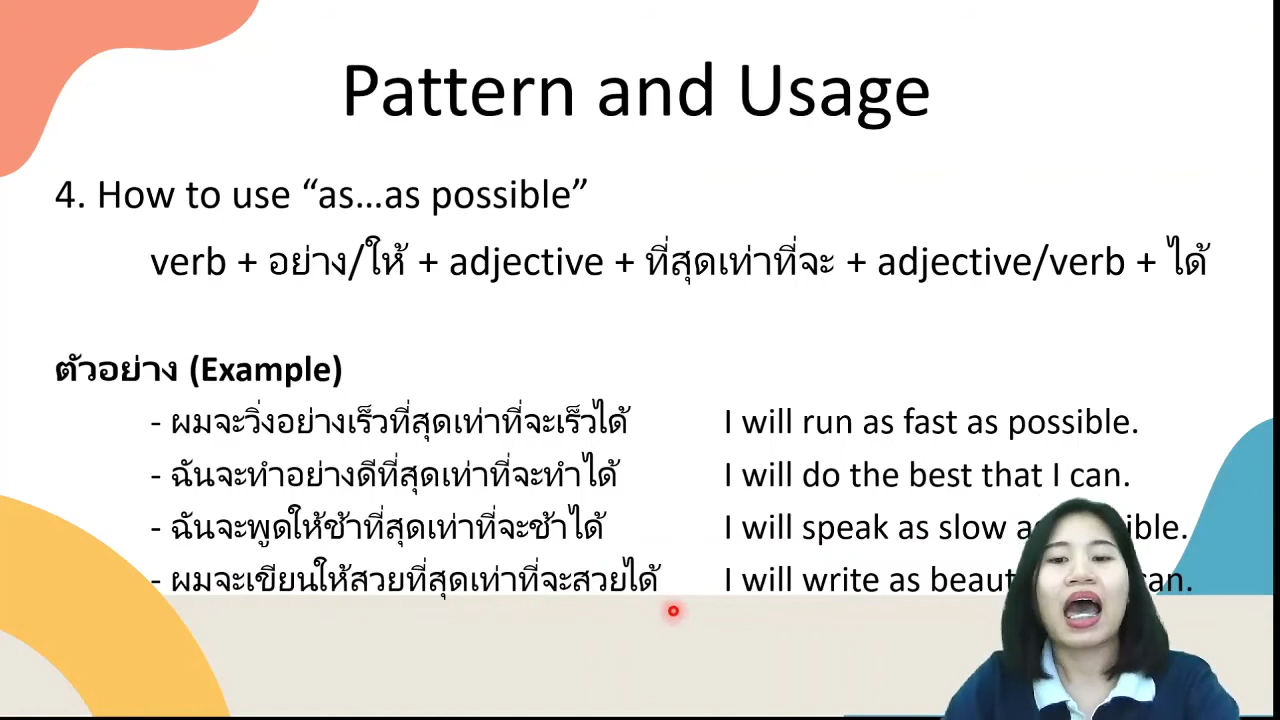 Pattern and Usage
4. How to use “as...as possible”
verb + อย่าง/ให้ + adjective + ที่สุดเท่าที่จะ + adjective/verb + ได้
ตัวอย่าง (Example)
- ผมจะวิ่งอย่างเร็วที่สุดเท่าที่จะเร็วได้ I will run as fast as possible.
- ฉันจะทำอย่างดีที่สุดเท่าที่จะทำได้ I will do the best that I can.
- ฉันจะพูดให้ช้าที่สุดเท่าที่จะช้าได้ I will speak as slow
- ผมจะเขียนให้สวยที่สุดเท่าที่จะสวยได้ I will write as can.